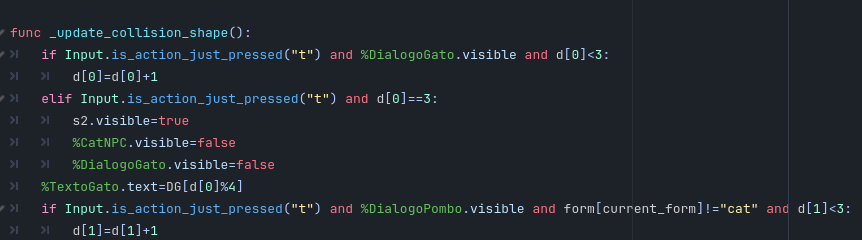 func _update_collision_shape():
if Input.is_action_just_pressed("t") and %DialogoGato.visible and d[0]<3:
d[0]=d[0]+1
elif Input.is_action_just_pressed("t") and d[0]==3:
s2.visible=true
%CatNPC.visible=false
%DialogoGato.visible=false
%TextoGato.text=DG[d[0]%4]
if Input.is_action_just_pressed("t") and %DialogoPombo.visible and form[current_form]!="cat" and d[1]<3:
d[1]=d[1]+1